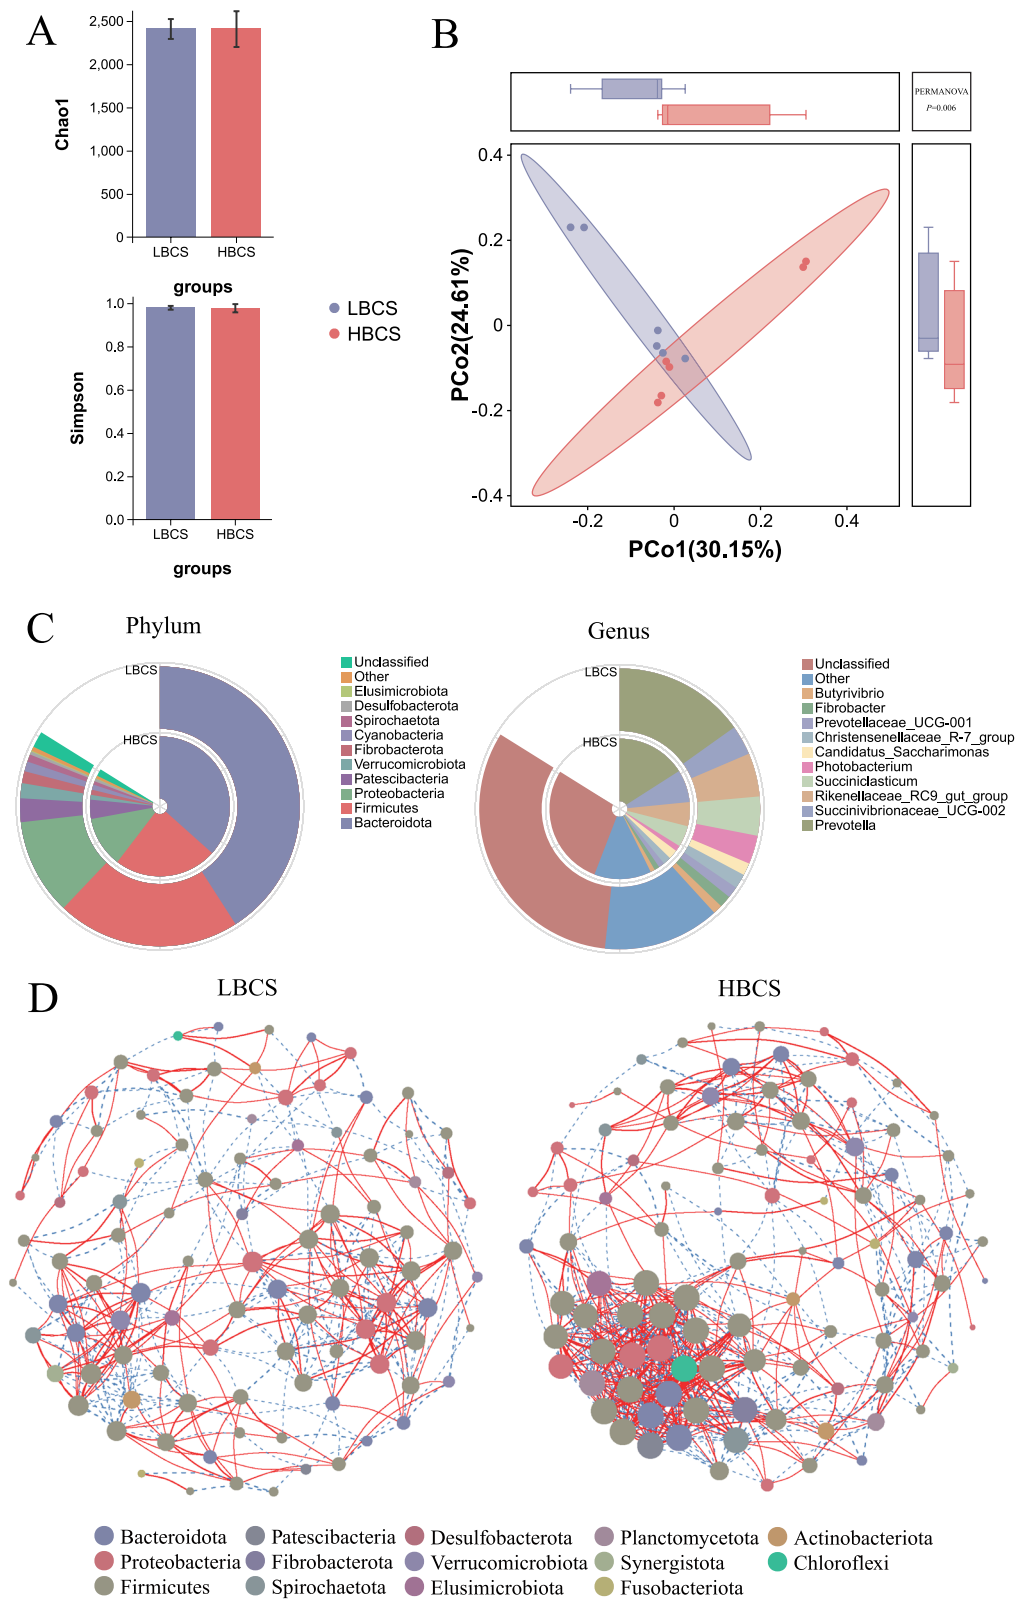 A
2,500
2,000
1,500
1,000
500
0
Chao1
LBCS
HBCS
groups
1.0
0.8
0.6
0.4
0.2
0.0
Simpson
LBCS
HBCS
groups
LBCS
HBCS
B
PERMANOVA
P=0.006
0.4
0.2
0
-0.2
-0.4
PCo2(24.61%)
-0.2
0
0.2
0.4
PCo1(30.15%)
C
Phylum
LBCS
HBCS
Unclassified
Other
Elusimicrobiota
Desulfobacterota
Spirochaetota
Cyanobacteria
Fibrobacterota
Verrucomicrobiota
Patescibacteria
Proteobacteria
Firmicutes
Bacteroidota
Genus
LBCS
HBCS
Unclassified
Other
Butyrivibrio
Fibrobacter
Prevotellaceae_UCG-001
Christensenellaceae_R-7_group
Candidatus_Saccharimonas
Photobacterium
Succiniclasticum
Rikenellaceae_RC9_gut_group
Succinivibrionaceae_UCG-002
Prevotella
D
LBCS
HBCS
Bacteroidota
Patescibacteria
Desulfobacterota
Planctomycetota
Actinobacteriota
Proteobacteria
Fibrobacterota
Verrucomicrobiota
Synergistota
Chloroflexi
Firmicutes
Spirochaetota
Elusimicrobiota
Fusobacteriota